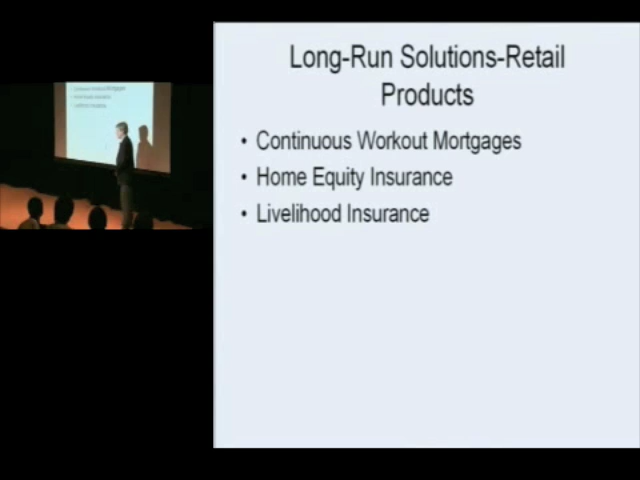 Long-Run Solutions-Retail
Products
• Continuous Workout Mortgages
• Home Equity Insurance
• Livelihood Insurance